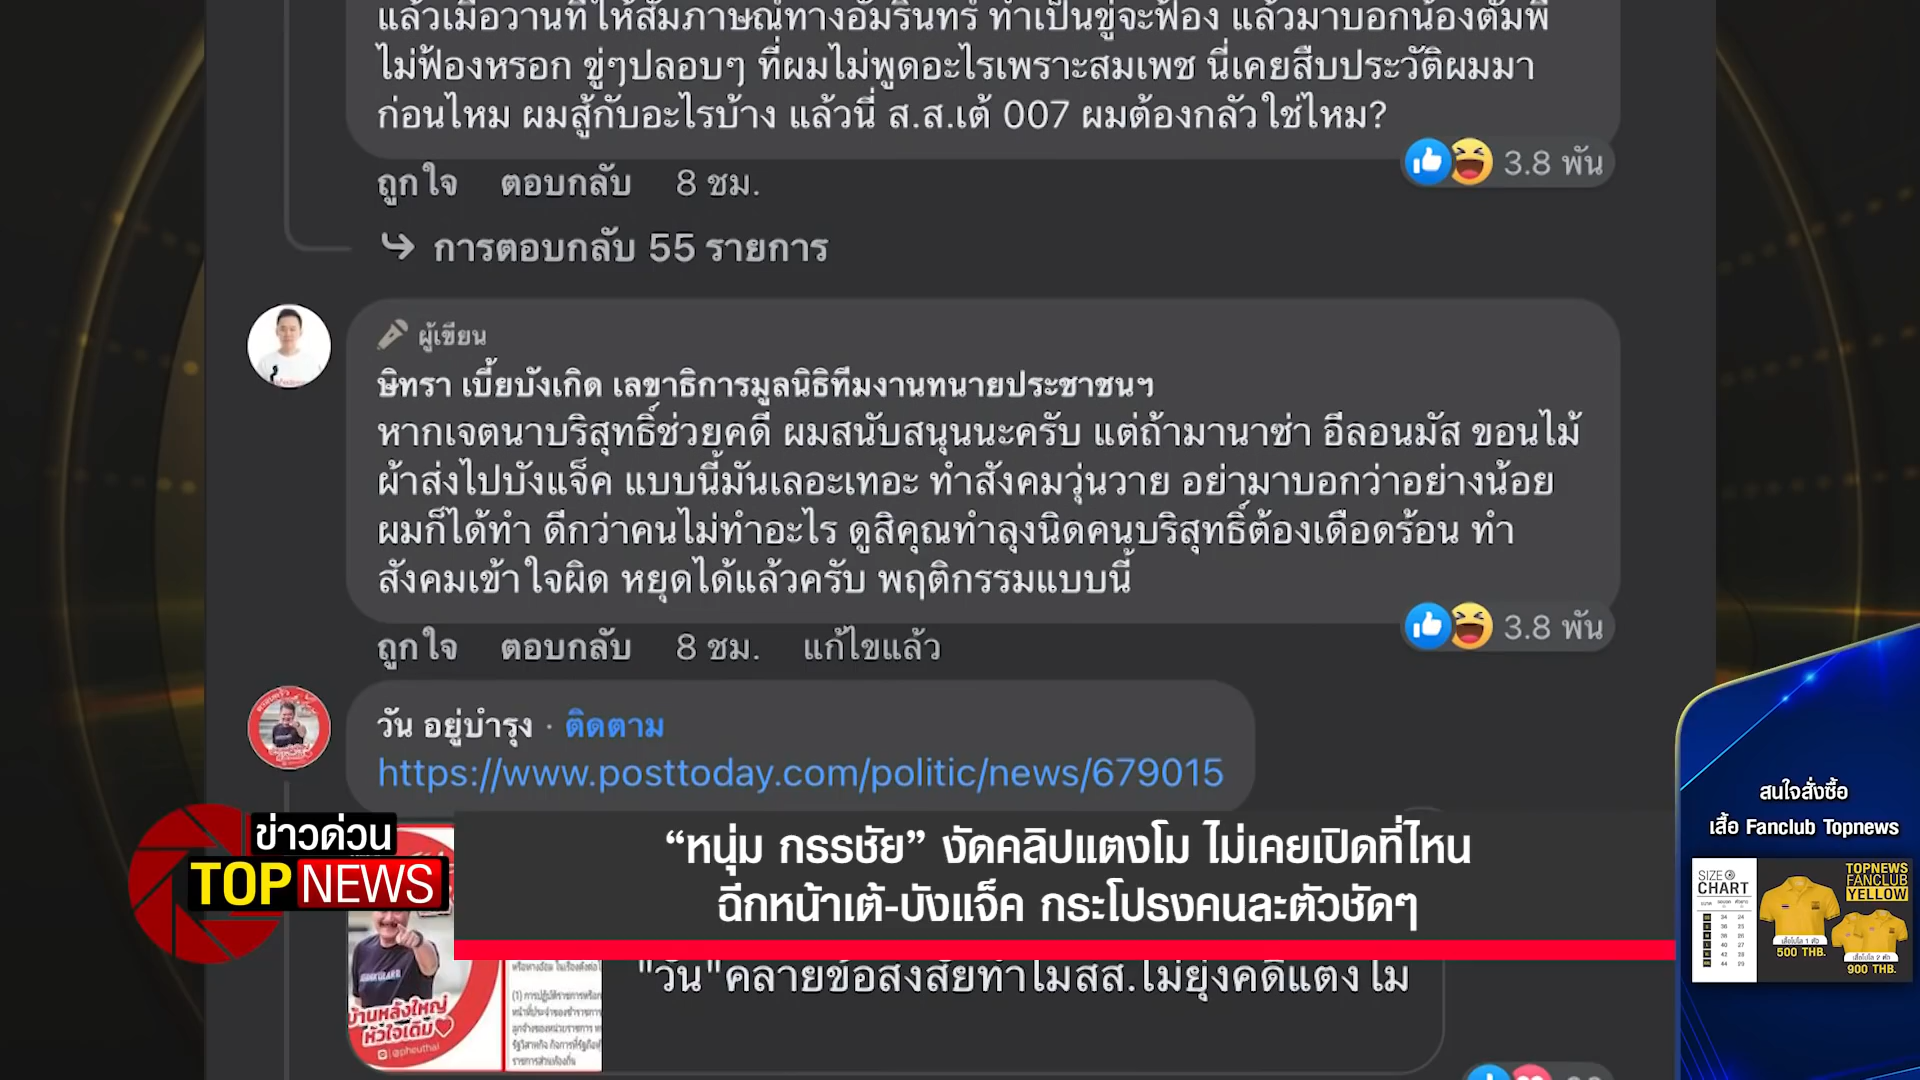 แล้วเมื่อวานที่ให้สัมภาษณ์ทางอัมรินทร์ ทำเป็นขู่จะฟ้อง แล้วมาบอกน้องตั้มพี่
ไม่ฟ้องหรอก ขู่ๆปลอบๆ ที่ผมไม่พูดอะไรเพราะสมเพช นี่เคยสืบประวัติผมมา
ก่อนไหม ผมสู้กับอะไรบ้าง แล้วนี่ ส.ส.เต้ 007 ผมต้องกลัวใช่ไหม?
3.8 พัน
ถูกใจ ตอบกลับ 8 ชม.
การตอบกลับ 55 รายการ
ผู้เขียน
ษิทรา เบี้ยบังเกิด เลขาธิการมูลนิธิทีมงานทนายประชาชนฯ
หากเจตนาบริสุทธิ์ช่วยคดี ผมสนับสนุนนะครับ แต่ถ้ามานาซ่า อีลอนมัส ขอนไม้
ผ้าส่งไปบังแจ็ค แบบนี้มันเลอะเทอะ ทำสังคมวุ่นวาย อย่ามาบอกว่าอย่างน้อย
ผมก็ได้ทำ ดีกว่าคนไม่ทำอะไร ดูสิคุณทำลุงนิดคนบริสุทธิ์ต้องเดือดร้อน ทำ
สังคมเข้าใจผิด หยุดได้แล้วครับ พฤติกรรมแบบนี้
3.8 พัน
ถูกใจ ตอบกลับ 8 ชม. แก้ไขแล้ว
วัน อยู่บำรุง · ติดตาม
https://www.posttoday.com/politic/news/679015
ข่าวด่วน
TOP NEWS
“หนุ่ม กรรชัย” งัดคลิปแตงโม ไม่เคยเปิดที่ไหน
ฉีกหน้าเต้-บังแจ็ค กระโปรงคนละตัวชัดๆ
"วัน"คลายข้อสงสัยทำไมสส.ไม่ยุ่งคดีแตงโม
บ้านหลังใหญ่
หัวใจเดิม
@pheuthai
สนใจสั่งซื้อ
เสื้อ Fanclub Topnews
SIZE
CHART
TOPNEWS
FANCLUB
YELLOW
เสื้อโปโล 1 ตัว
500 THB.
เสื้อโปโล 2 ตัว
900 THB.